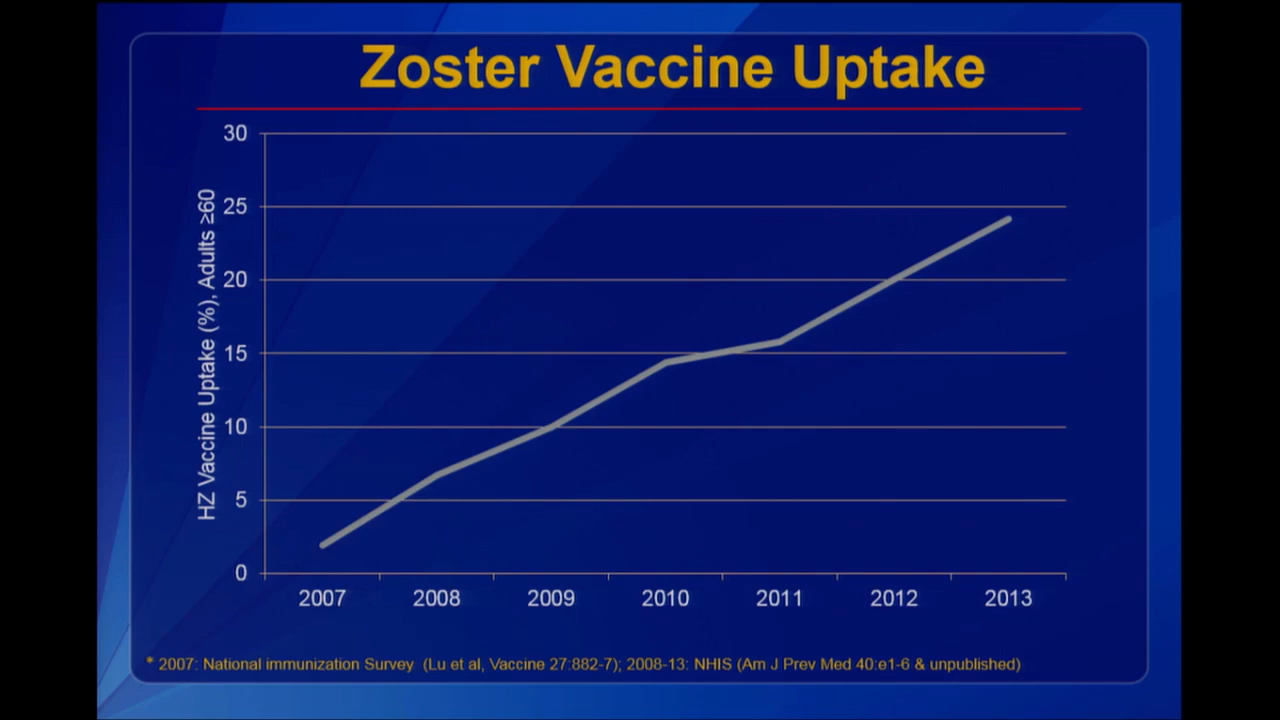 Zoster Vaccine Uptake
HZ Vaccine Uptake (%), Adults ≥60
30
25
20
15
10
5
0
2007 2008 2009 2010 2011 2012 2013
* 2007: National immunization Survey (Lu et al, Vaccine 27:882-7); 2008-13: NHIS (Am J Prev Med 40:e1-6 & unpublished)